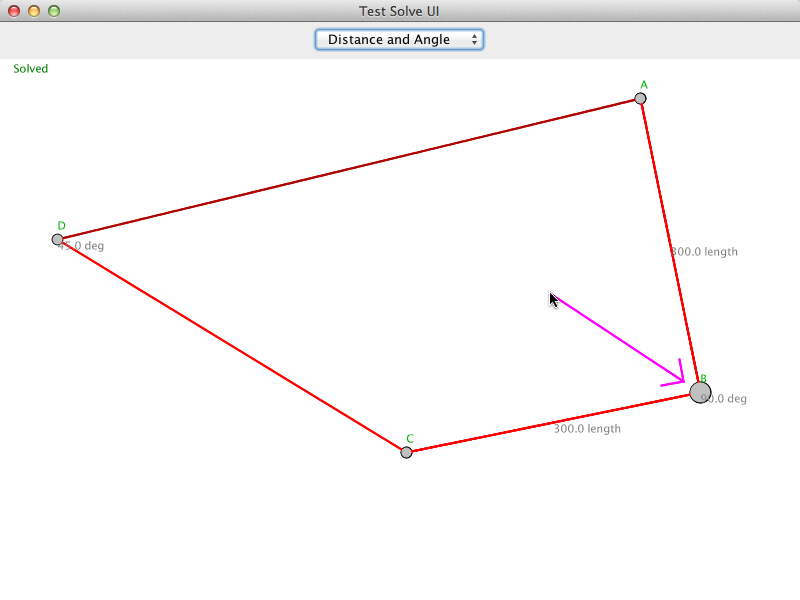 Test Solve UI
Distance and Angle
Solved
A
D
45.0 deg
300.0 length
B
90.0 deg
300.0 length
C